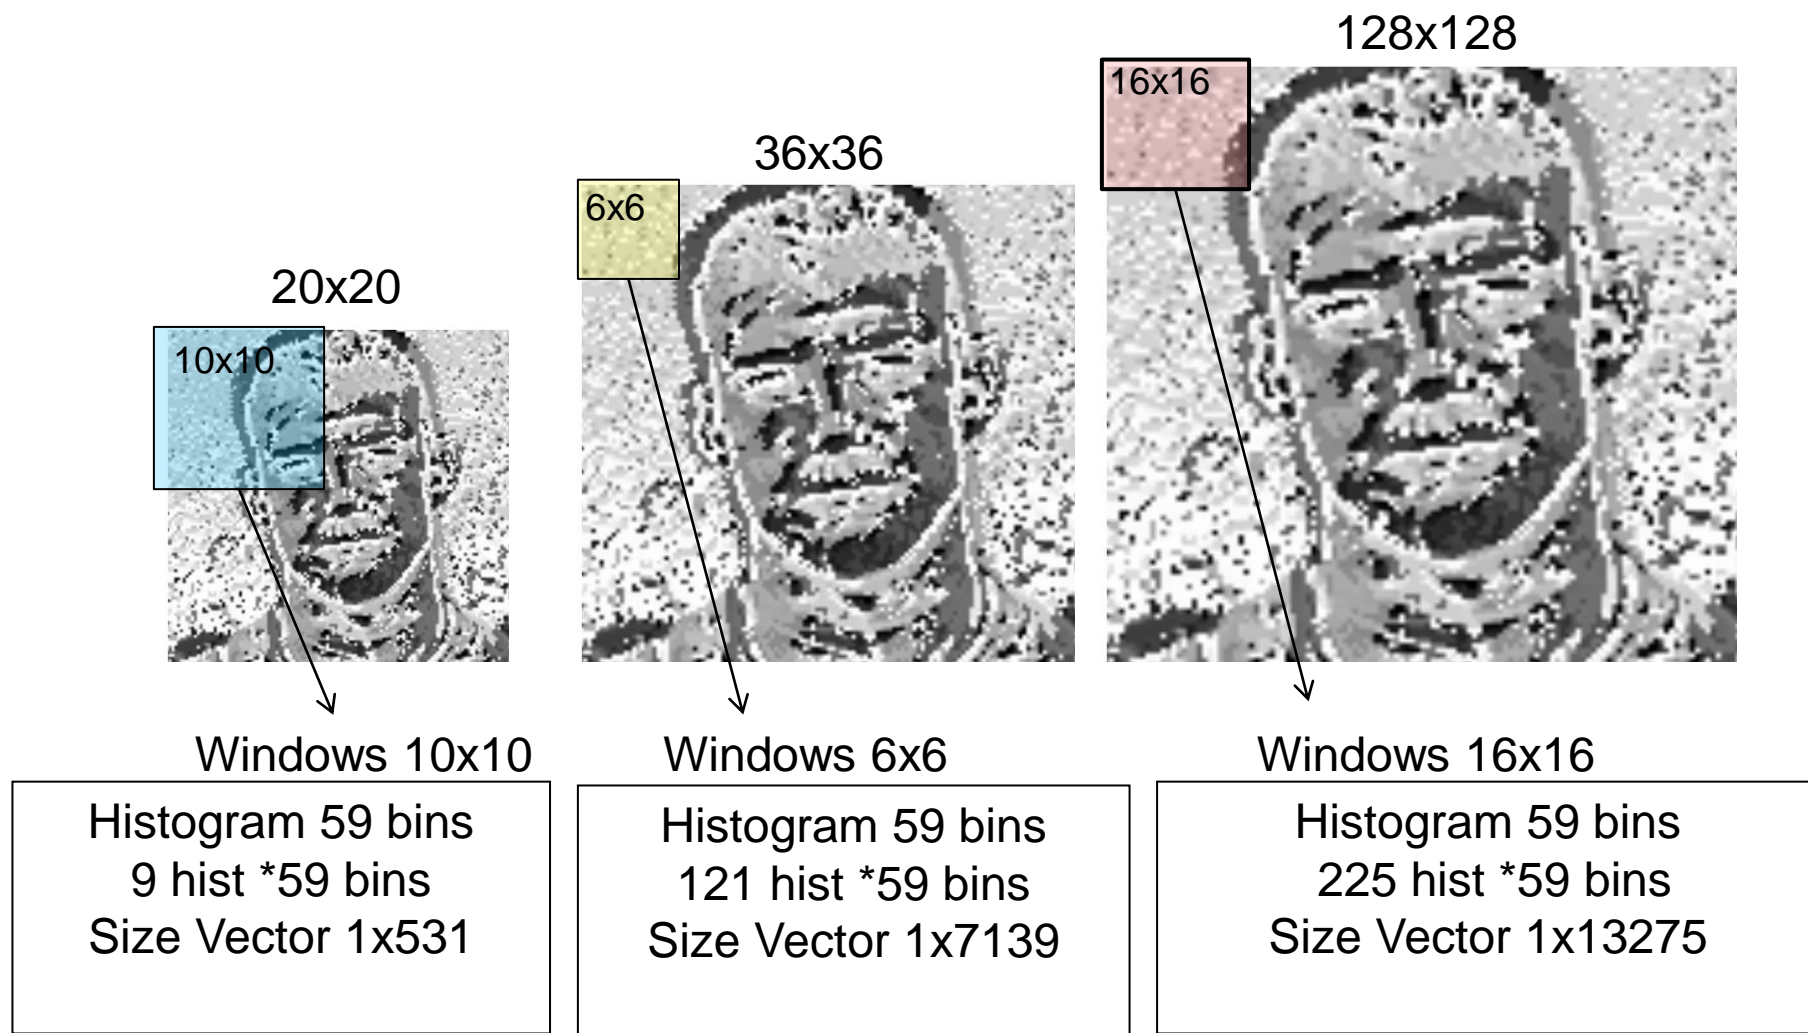 20x20
10x10
Windows 10x10
Histogram 59 bins
9 hist *59 bins
Size Vector 1x531
36x36
6x6
Windows 6x6
Histogram 59 bins
121 hist *59 bins
Size Vector 1x7139
128x128
16x16
Windows 16x16
Histogram 59 bins
225 hist *59 bins
Size Vector 1x13275